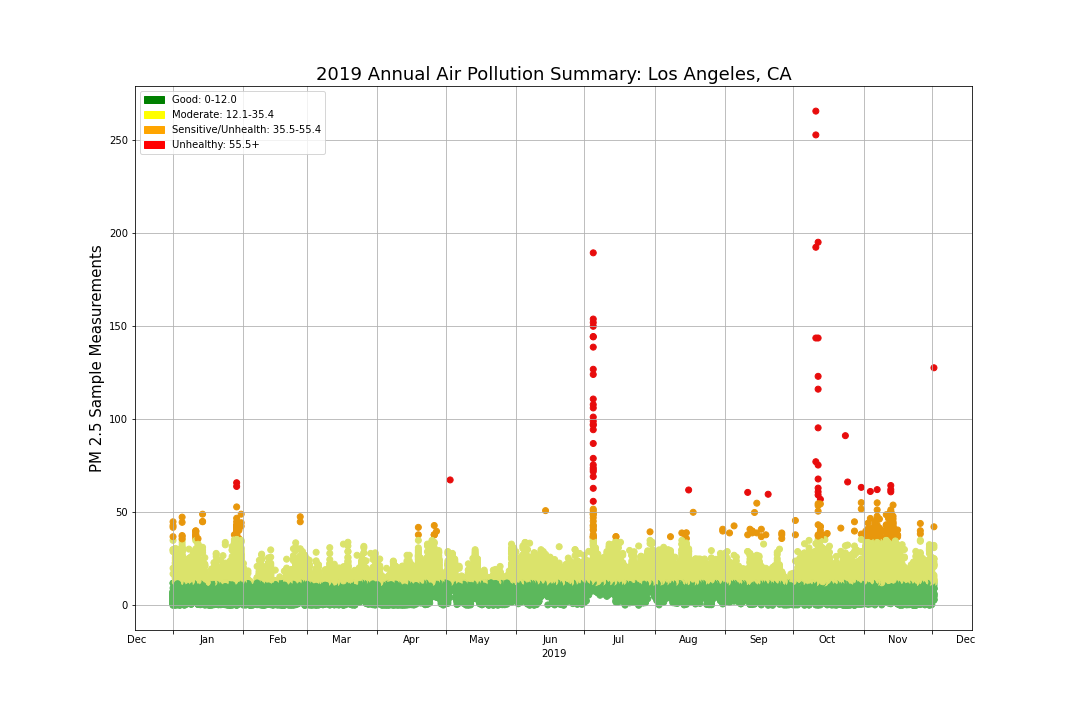 2019 Annual Air Pollution Summary: Los Angeles, CA
Good: 0-12.0
Moderate: 12.1-35.4
Sensitive/Unhealth: 35.5-55.4
Unhealthy: 55.5+
PM 2.5 Sample Measurements
250
200
150
100
50
0
Dec Jan Feb Mar Apr May Jun Jul Aug Sep Oct Nov Dec
2019